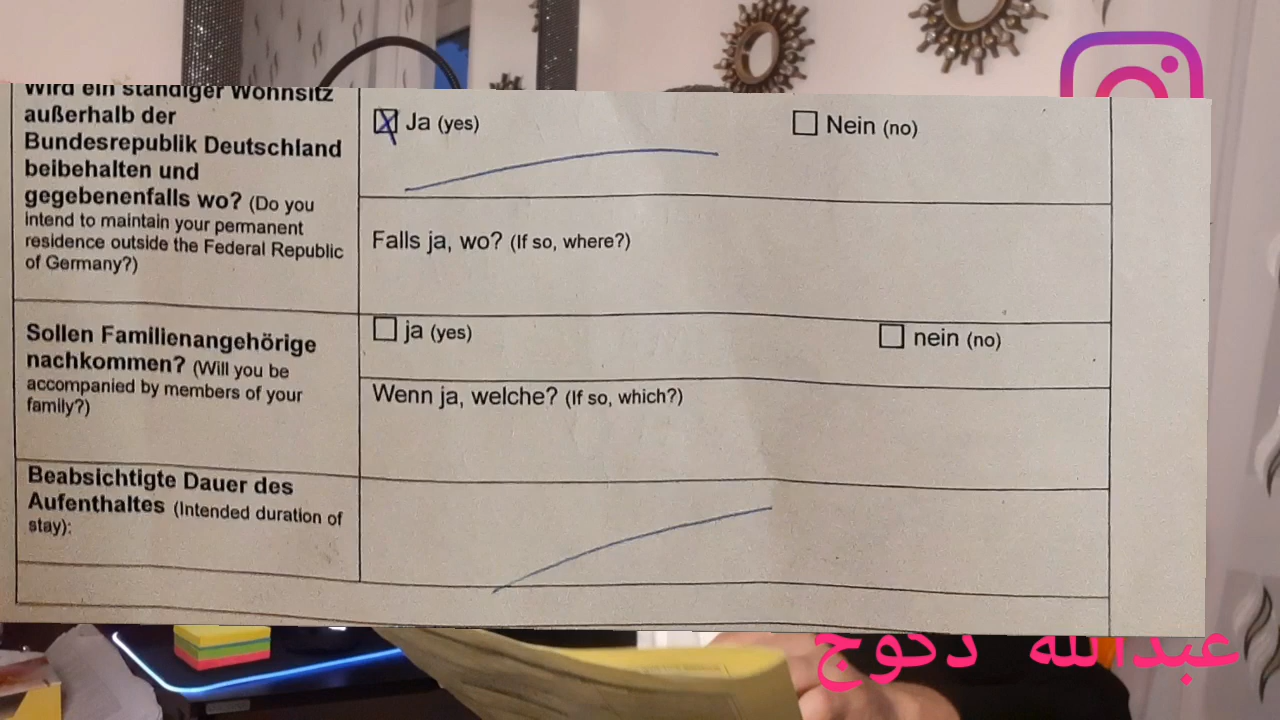 Wird ein ständiger Wohnsitz
außerhalb der
Bundesrepublik Deutschland
beibehalten und
gegebenenfalls wo? (Do you
intend to maintain your permanent
residence outside the Federal Republic
of Germany?)
Ja (yes)
Nein (no)
Falls ja, wo? (If so, where?)
Sollen Familienangehörige
nachkommen? (Will you be
accompanied by members of your
family?)
ja (yes)
nein (no)
Wenn ja, welche? (If so, which?)
Beabsichtigte Dauer des
Aufenthaltes (Intended duration of
stay):
عبدالله دكوج